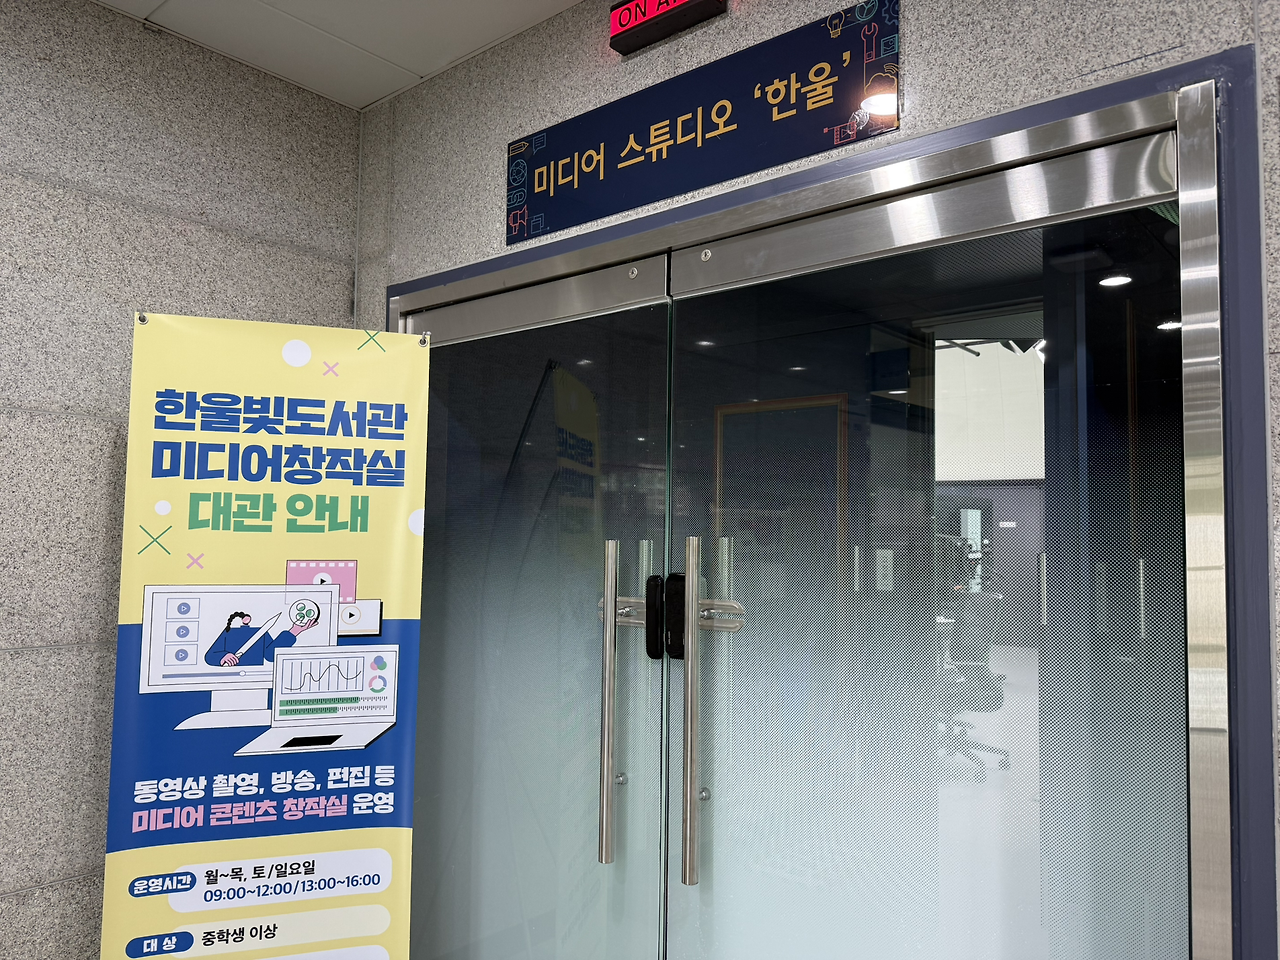 ON A
미디어 스튜디오 ‘한울’
한울빛도서관
미디어창작실
대관 안내
동영상 촬영, 방송, 편집 등
미디어 콘텐츠 창작실 운영
운영시간
월~목, 토/일요일
09:00~12:00/13:00~16:00
대 상
중학생 이상